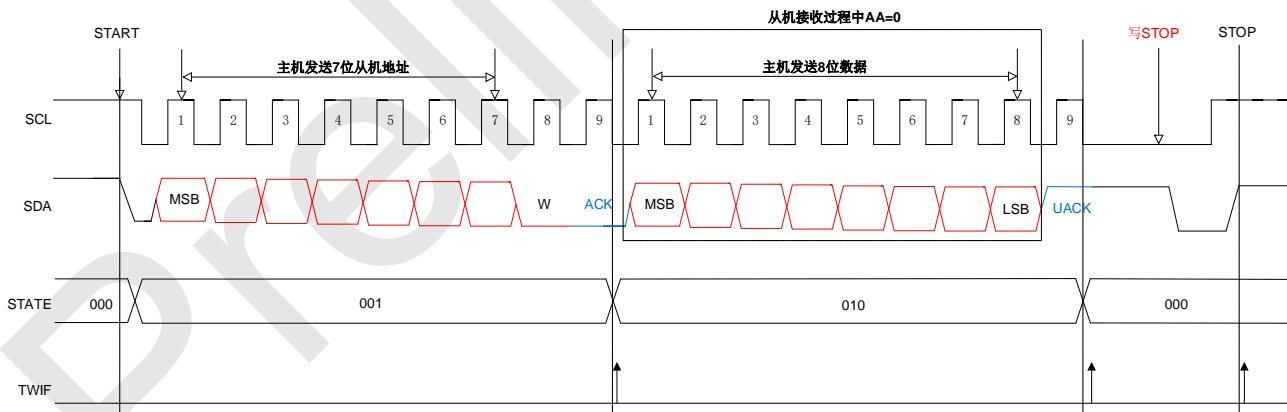 从机接收过程中AA=0
START
写STOP
STOP
主机发送7位从机地址
主机发送8位数据
SCL
1 2 3 4 5 6 7 8 9 1 2 3 4 5 6 7 8 9
SDA
MSB W ACK MSB LSB UACK
STATE
000 001 010 000
TWIF
Preli